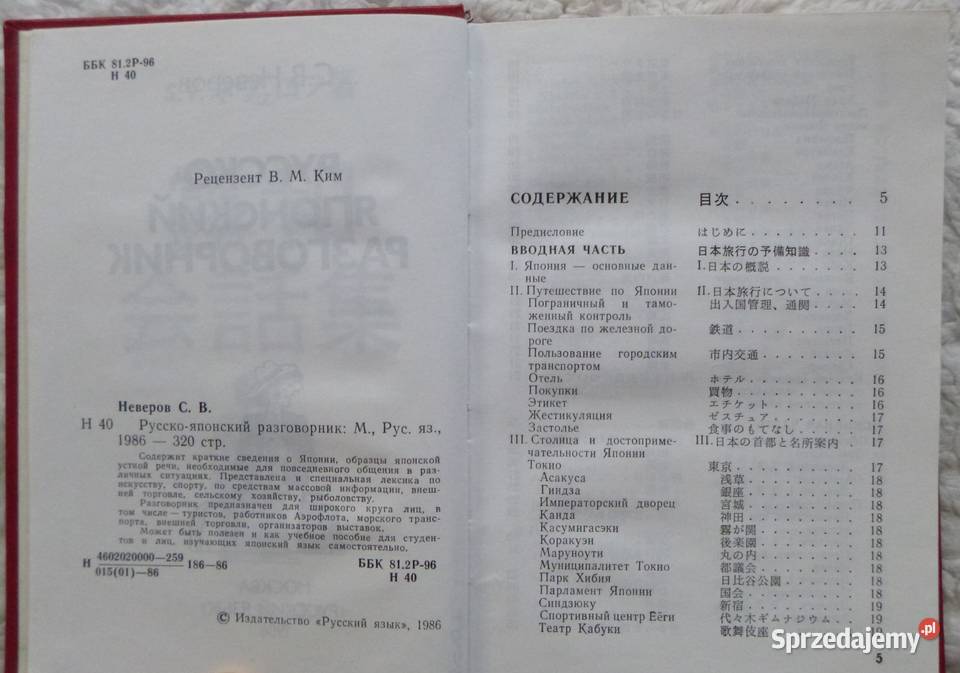 ББК 81.2Р-96
Н 40
Рецензент В. М. Ким
Неверов С. В.
Н 40 Русско-японский разговорник: М., Рус. яз.,
1986 — 320 стр.
Содержит краткие сведения о Японии, образцы японской
устной речи, необходимые для повседневного общения в раз-
личных ситуациях. Представлена и специальная лексика по
искусству, спорту, по средствам массовой информации, внеш-
ней торговле, сельскому хозяйству, рыболовству.
Разговорник предназначен для широкого круга лиц, в
том числе — туристов, работников Аэрофлота, морского транс-
порта, внешней торговли, организаторов выставок.
Может быть полезен и как учебное пособие для студен-
тов и лиц, изучающих японский язык самостоятельно.
Н 4602020000—259
015(01)—86 186—86 ББК 81.2Р-96
Н 40
© Издательство «Русский язык», 1986
СОДЕРЖАНИЕ 目次 . . . . . . . . 5
Предисловие はじめに . . . . . . . . 11
ВВОДНАЯ ЧАСТЬ 日本旅行の予備知識 . . . . 13
I. Япония — основные дан- I.日本の概説 . . . . . . 13
ные
II. Путешествие по Японии II.日本旅行について . . . . 14
Пограничный и тамо- 出入国管理、通関 . . . . 14
женный контроль
Поездка по железной до- 鉄道 . . . . . . . . . 15
роге
Пользование городским 市内交通 . . . . . . . 15
транспортом
Отель ホテル . . . . . . . . 16
Покупки 買物 . . . . . . . . . 16
Этикет エチケット . . . . . . 16
Жестикуляция ゼスチュア . . . . . . 17
Застолье 食事のもてなし . . . . 17
III. Столица и достоприме- III.日本の首都と名所案内 . 17
чательности Японии
Токио 東京 . . . . . . . . . 17
Асакуса 浅草 . . . . . . . . 18
Гиндза 銀座 . . . . . . . . 18
Императорский дворец 宮城 . . . . . . . . 18
Канда 神田 . . . . . . . . 18
Касумигасэки 霧が関 . . . . . . . 18
Коракуэн 後楽園 . . . . . . . 18
Маруноути 丸の内 . . . . . . . 18
Муниципалитет Токио 都議会 . . . . . . . 18
Парк Хибия 日比谷公園 . . . . . 18
Парламент Японии 国会 . . . . . . . . 18
Синдзюку 新宿 . . . . . . . . 19
Спортивный центр Ёёги 代々木ギムナジウム . . . 19
Театр Кабуки 歌舞伎座 . . . . . . 19
5
Sprzedajemy.pl